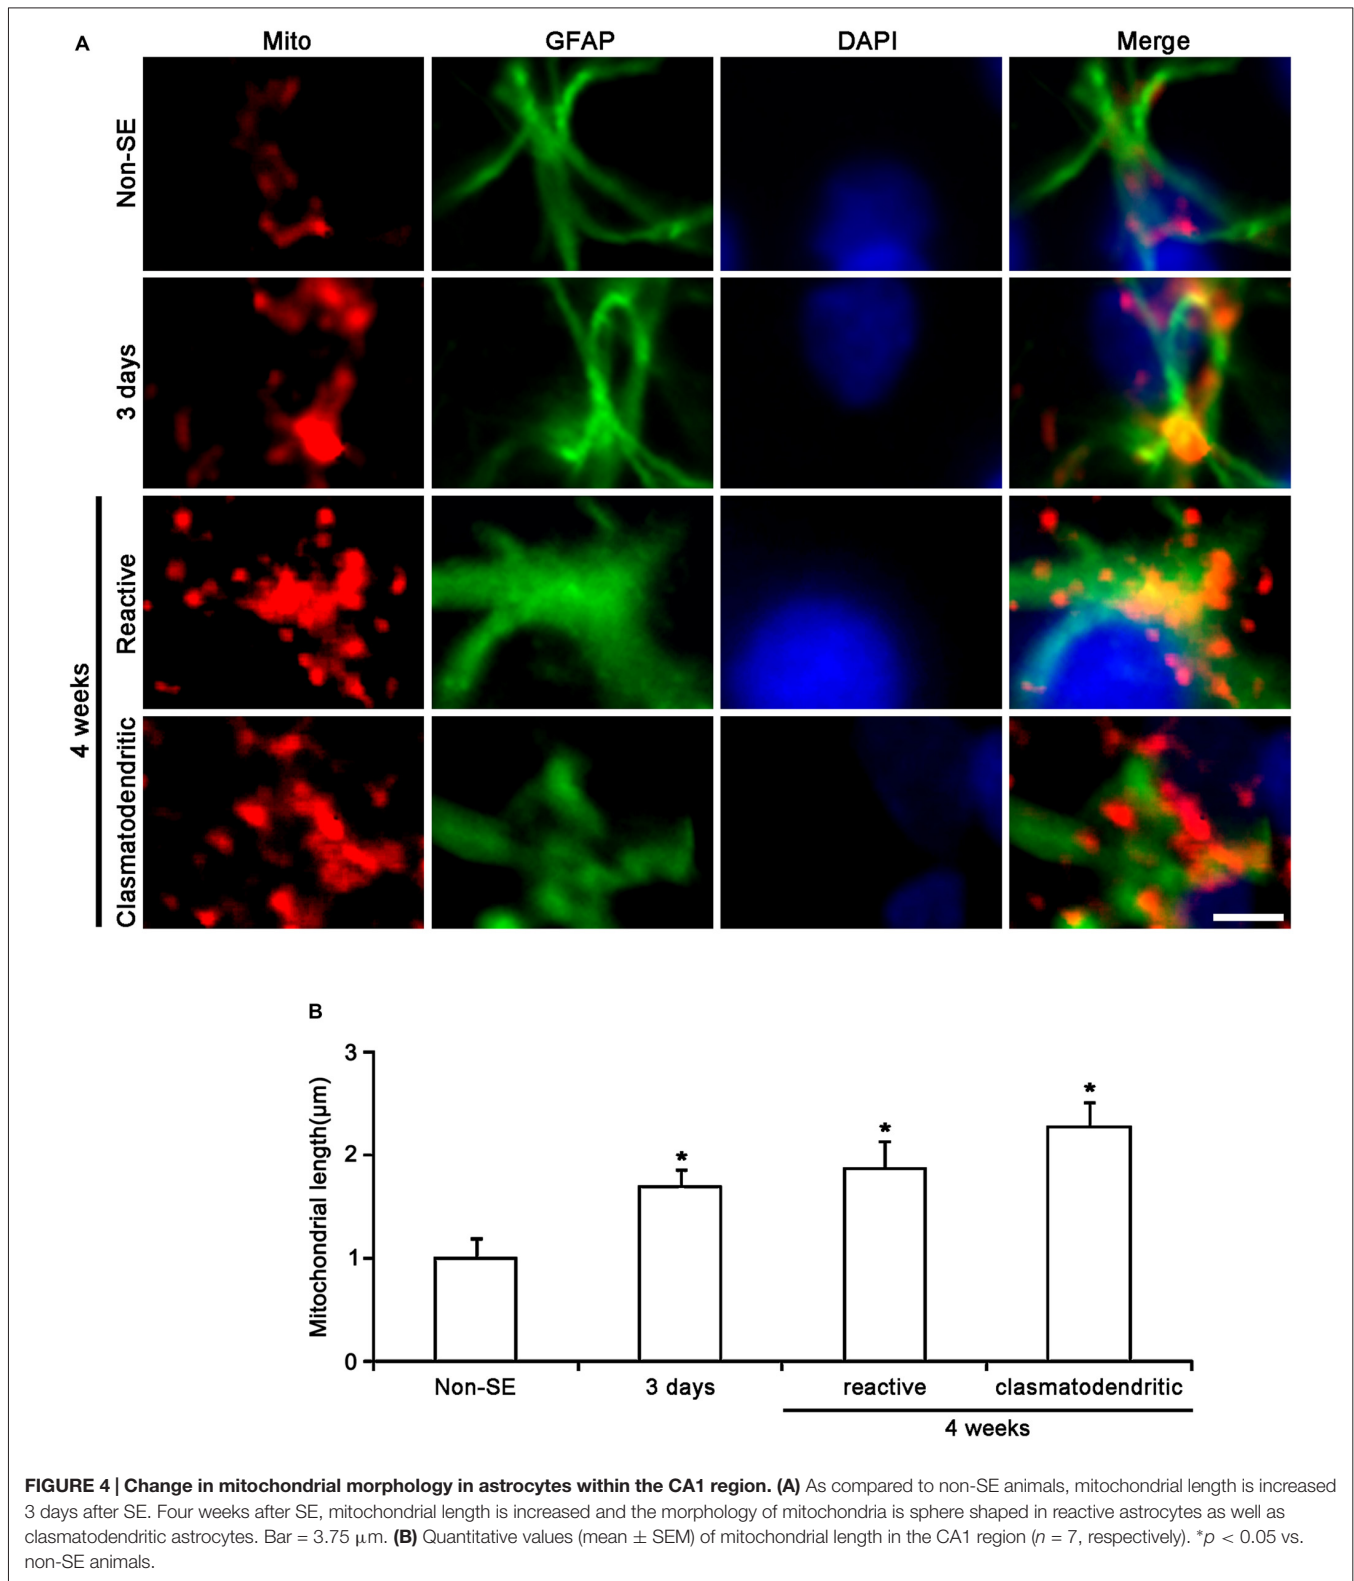 A
Mito GFAP DAPI Merge
Non-SE
3 days
4 weeks
Reactive
Clasmatodendritic
B
Mitochondrial length(μm)
3
2
1
0
* * *
Non-SE 3 days reactive clasmatodendritic
4 weeks
FIGURE 4 | Change in mitochondrial morphology in astrocytes within the CA1 region. (A) As compared to non-SE animals, mitochondrial length is increased
3 days after SE. Four weeks after SE, mitochondrial length is increased and the morphology of mitochondria is sphere shaped in reactive astrocytes as well as
clasmatodendritic astrocytes. Bar = 3.75 μm. (B) Quantitative values (mean ± SEM) of mitochondrial length in the CA1 region (n = 7, respectively). *p < 0.05 vs.
non-SE animals.